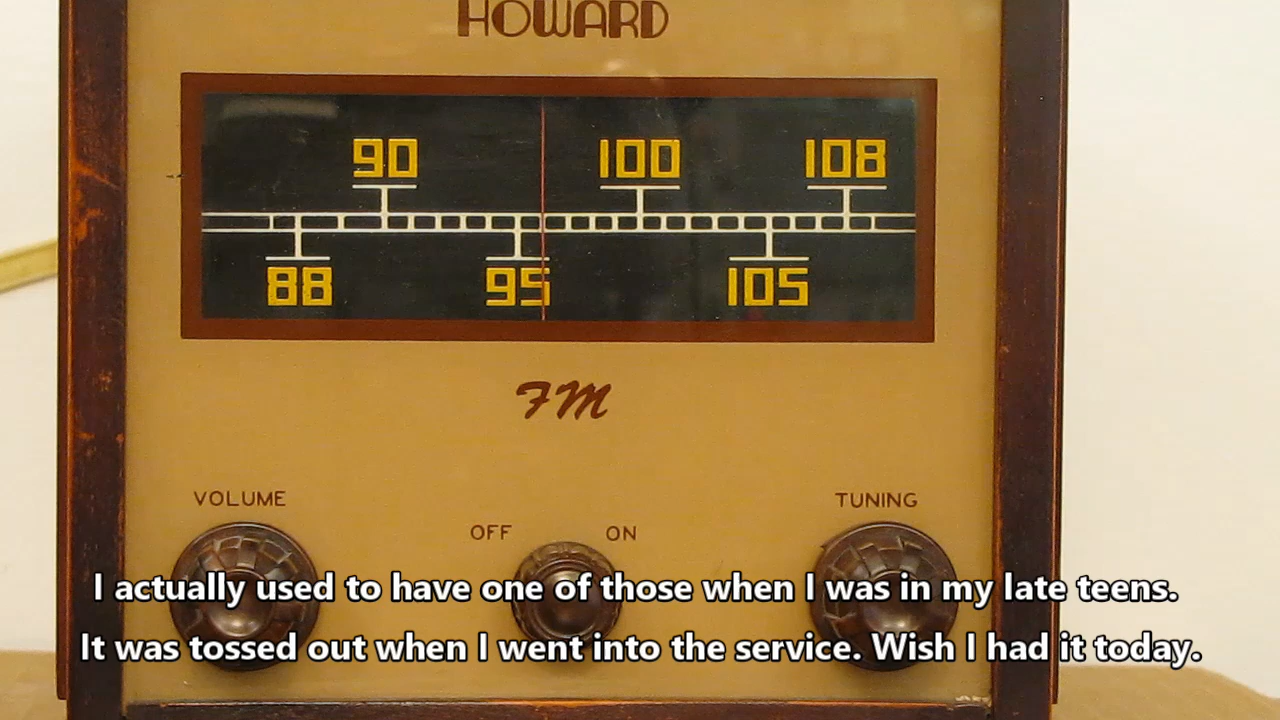 HOWARD
90 100 108
88 95 105
FM
VOLUME TUNING
OFF ON
I actually used to have one of those when I was in my late teens.
It was tossed out when I went into the service. Wish I had it today.